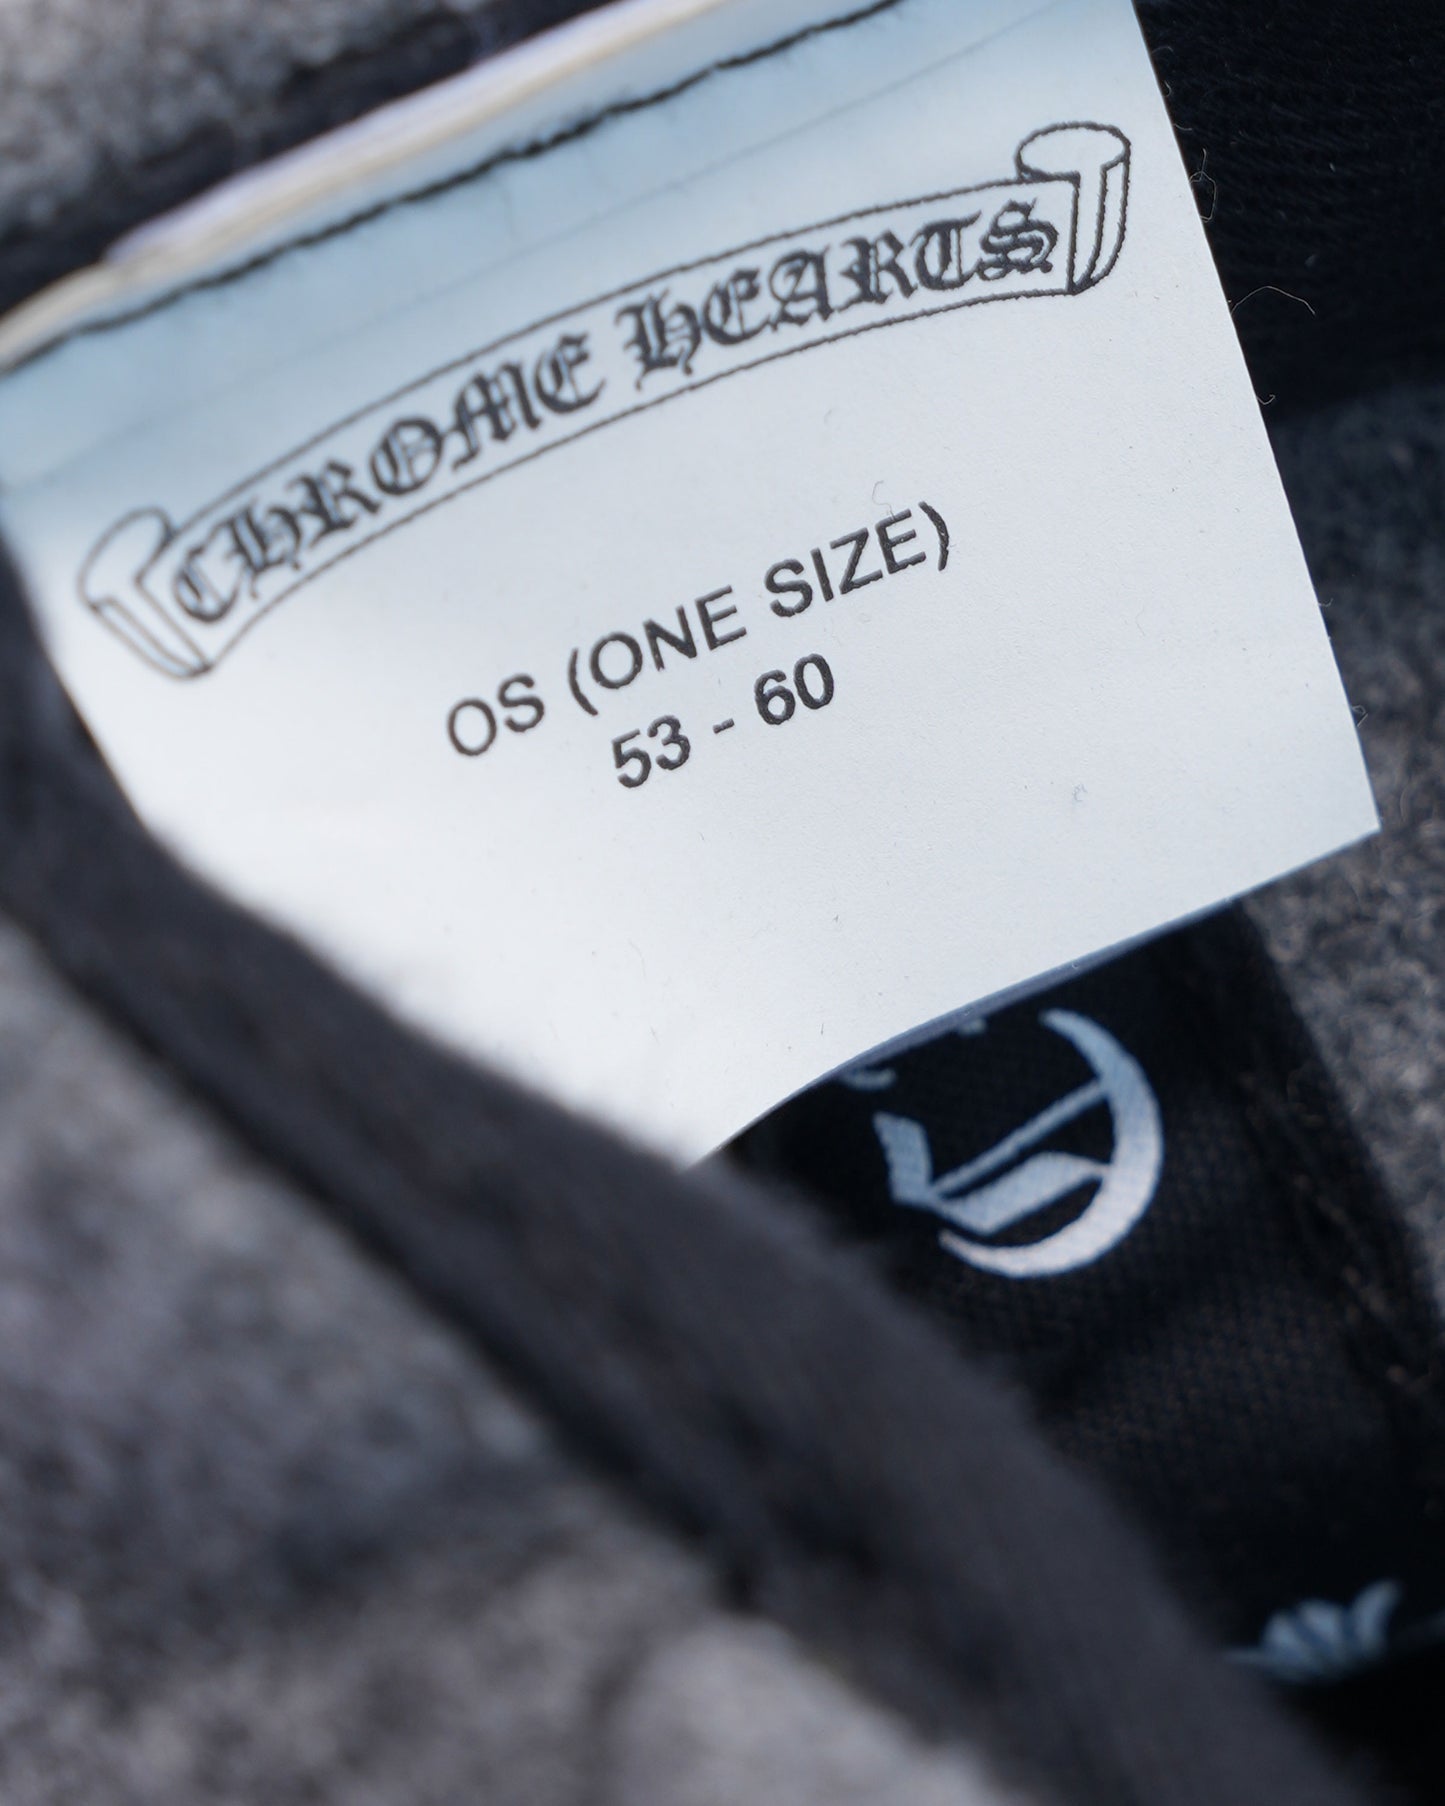 CHROME HEARTS
OS (ONE SIZE)
53 - 60